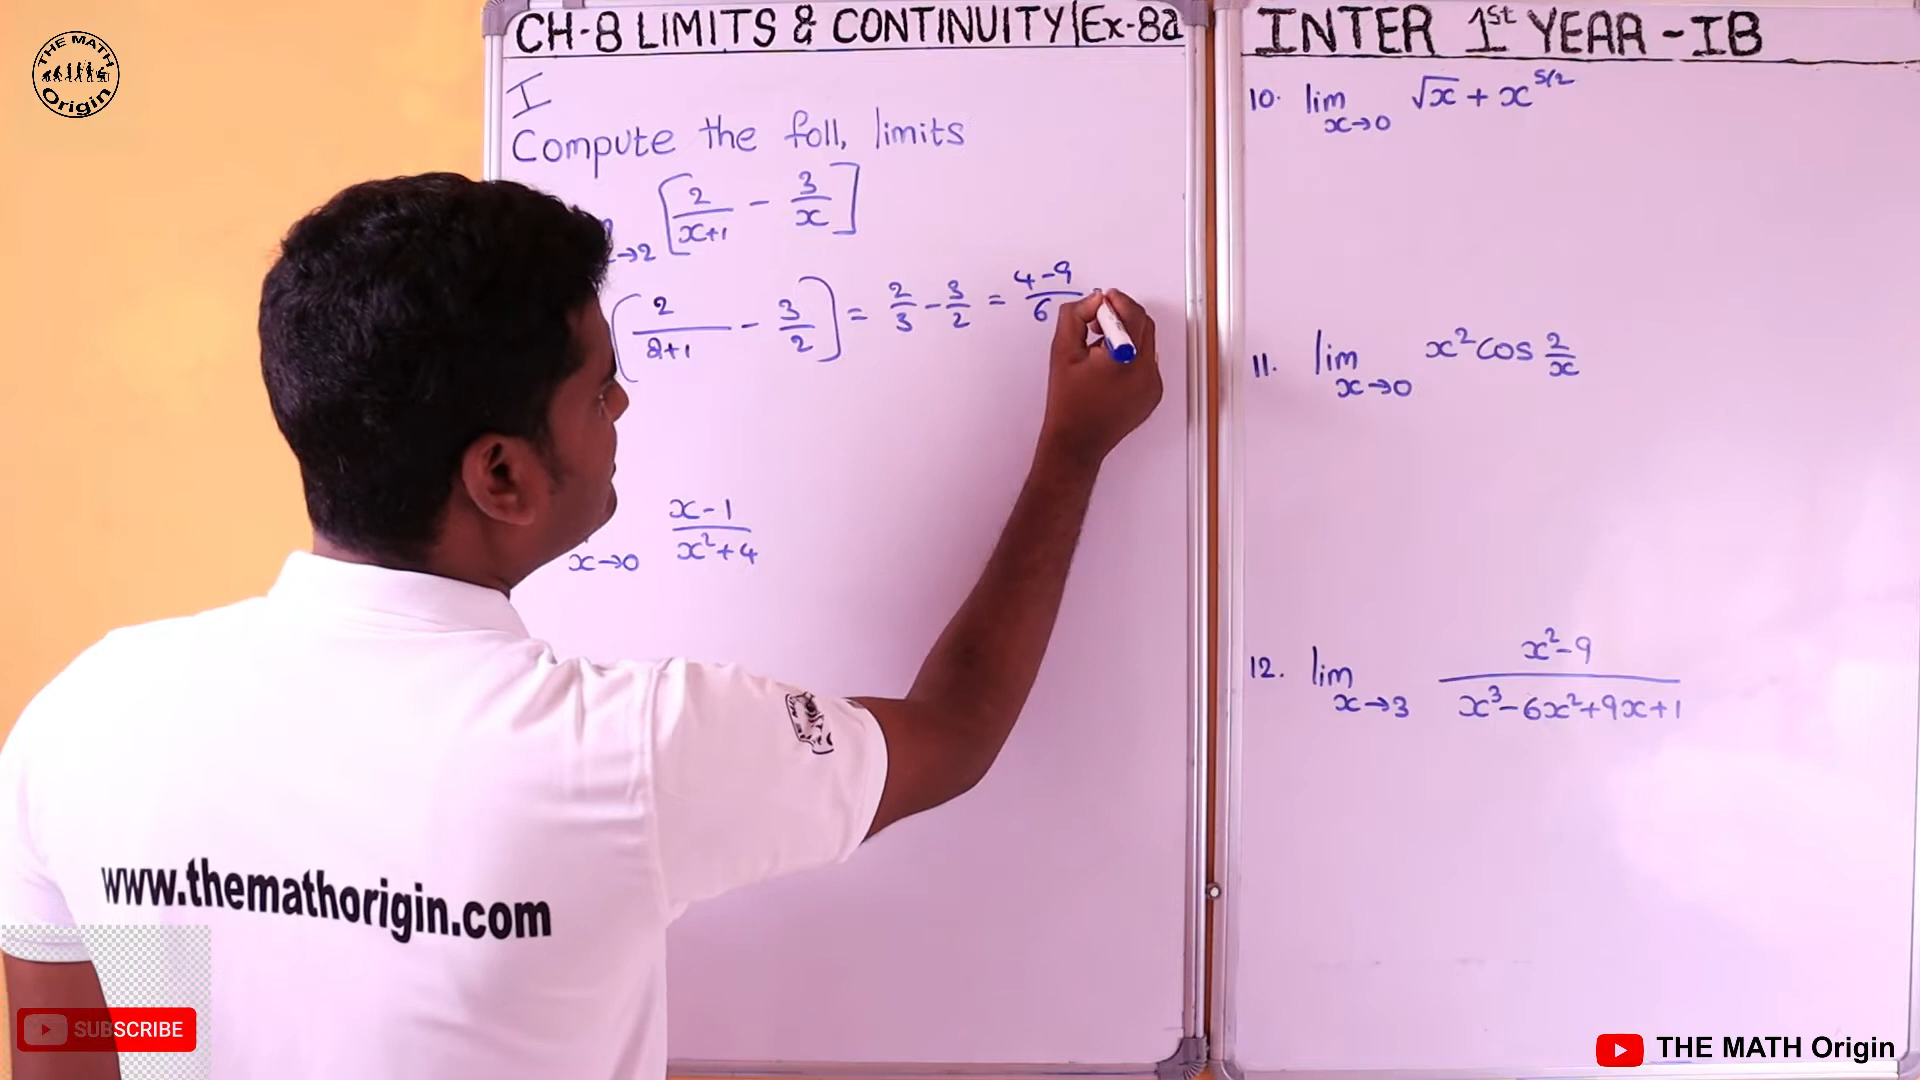 THE MATH
Origin
CH-8 LIMITS & CONTINUITY|Ex-8a
I
Compute the foll, limits
→2 [2/(x+1) - 3/x]
(2/(2+1) - 3/2) = 2/3 - 3/2 = (4-9)/6
x→0 (x-1)/(x²+4)
INTER 1st YEAR - IB
10. lim x→0 √x + x^5/2
11. lim x→0 x² cos 2/x
12. lim x→3 (x²-9)/(x³-6x²+9x+1)
www.themathorigin.com
SUBSCRIBE
THE MATH Origin